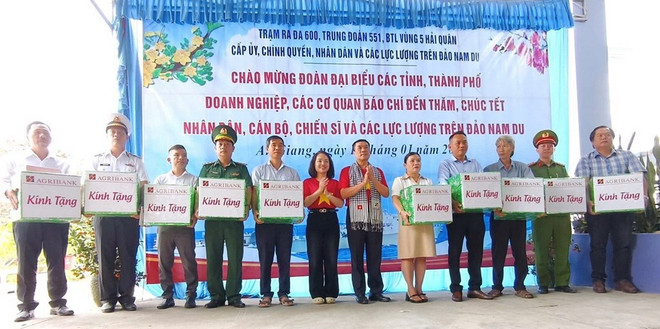 TRẠM RA ĐA 600, TRUNG ĐOÀN 551, BTL VÙNG 5 HẢI QUÂN
CẤP ỦY, CHÍNH QUYỀN, NHÂN DÂN VÀ CÁC LỰC LƯỢNG TRÊN ĐẢO NAM DU
CHÀO MỪNG ĐOÀN ĐẠI BIỂU CÁC TỈNH, THÀNH PHỐ
DOANH NGHIỆP, CÁC CƠ QUAN BÁO CHÍ ĐẾN THĂM, CHÚC TẾT
NHÂN DÂN, CÁN BỘ, CHIẾN SĨ VÀ CÁC LỰC LƯỢNG TRÊN ĐẢO NAM DU
Giang, 01 năm
AGRIBANK
Kính Tặng
AGRIBANK
Kính Tặng
Kính Tặng
AGRIBANK
Kính Tặng
AGRIBANK
Kính Tặng
Kính Tặng
AGRIBANK
Kính Tặng
AGRIBANK
Kính Tặng
AGRIBANK
Kính Tặng
AGRIBANK
Kính Tặng